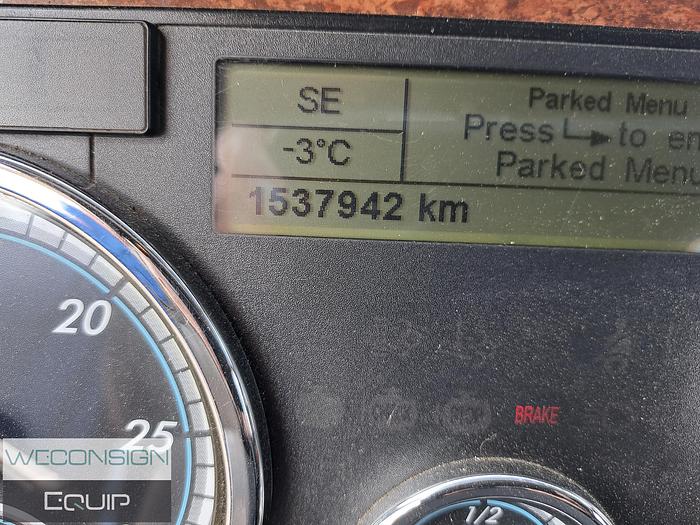 SE
Parked Menu
Press to en
-3°C
Parked Menu
1537942 km
20
25
BRAKE
1/2
WECONSIGN
EQUIP